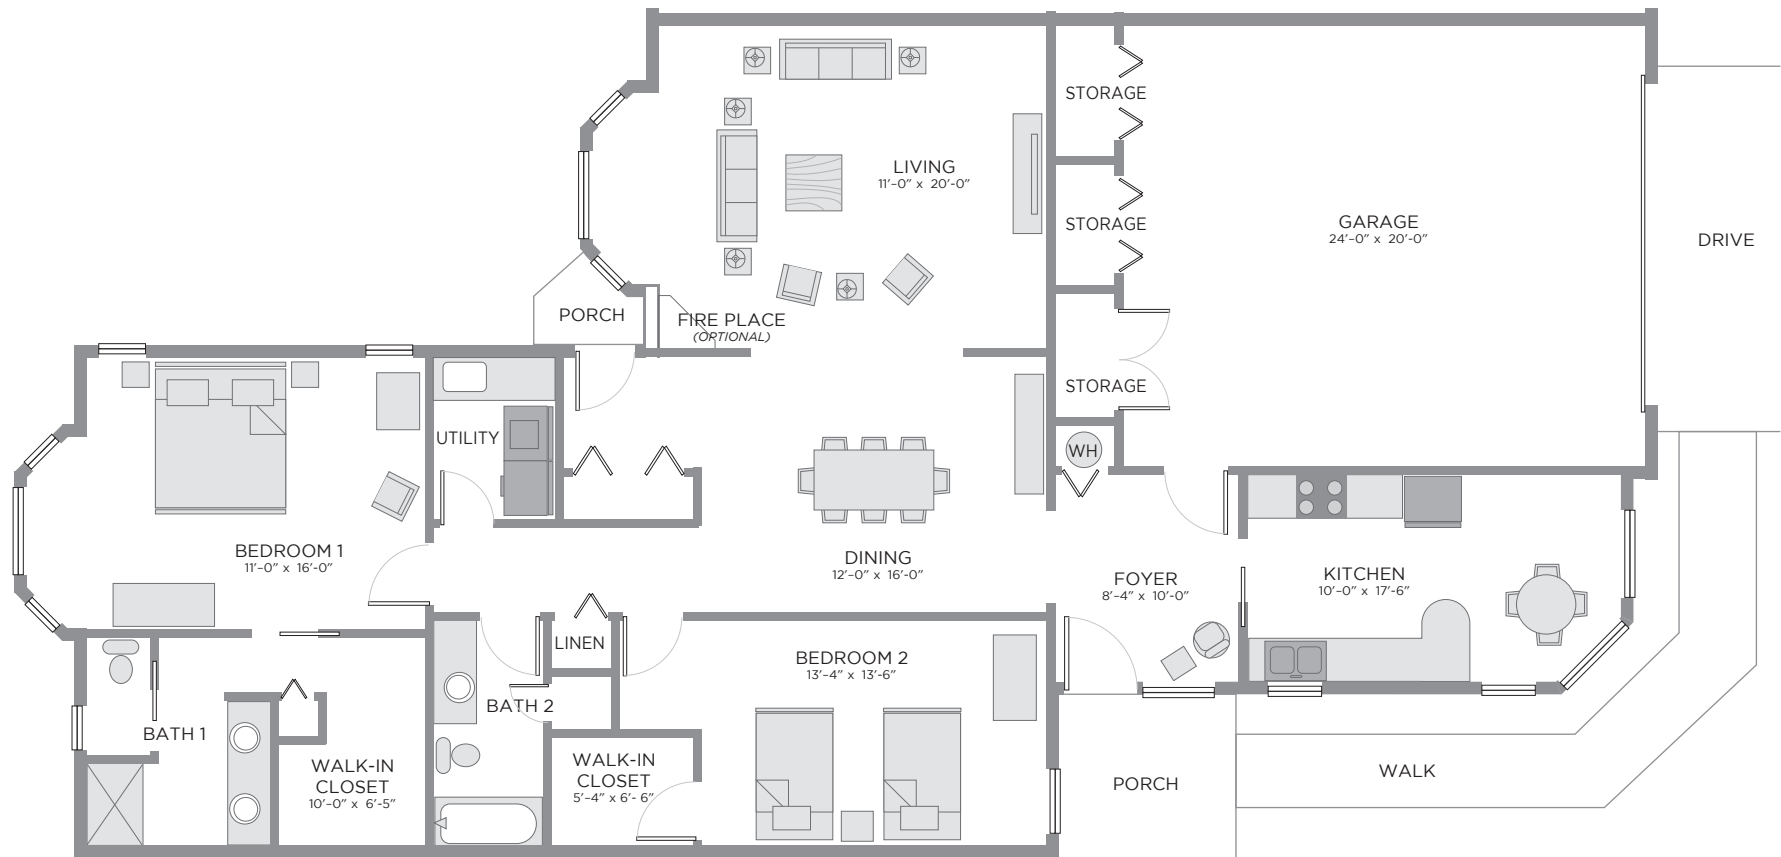 STORAGE
LIVING
11'-0" x 20'-0"
STORAGE
GARAGE
24'-0" x 20'-0"
DRIVE
PORCH
FIRE PLACE
(OPTIONAL)
STORAGE
UTILITY
WH
BEDROOM 1
11'-0" x 16'-0"
DINING
12'-0" x 16'-0"
FOYER
8'-4" x 10'-0"
KITCHEN
10'-0" x 17'-6"
LINEN
BEDROOM 2
13'-4" x 13'-6"
BATH 2
BATH 1
WALK-IN
CLOSET
10'-0" x 6'-5"
WALK-IN
CLOSET
5'-4" x 6'- 6"
PORCH
WALK